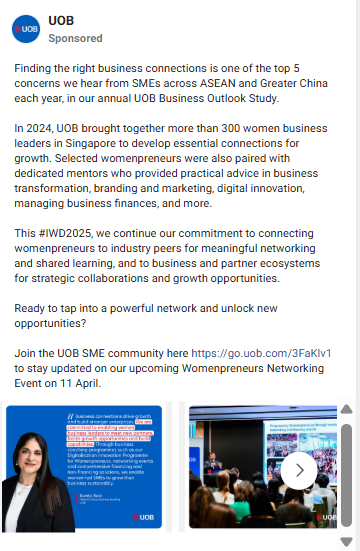 UOB
UOB
Sponsored
Finding the right business connections is one of the top 5
concerns we hear from SMEs across ASEAN and Greater China
each year, in our annual UOB Business Outlook Study.
In 2024, UOB brought together more than 300 women business
leaders in Singapore to develop essential connections for
growth. Selected womenpreneurs were also paired with
dedicated mentors who provided practical advice in business
transformation, branding and marketing, digital innovation,
managing business finances, and more.
This #IWD2025, we continue our commitment to connecting
womenpreneurs to industry peers for meaningful networking
and shared learning, and to business and partner ecosystems
for strategic collaborations and growth opportunities.
Ready to tap into a powerful network and unlock new
opportunities?
Join the UOB SME community here https://go.uob.com/3FaKIv1
to stay updated on our upcoming Womenpreneurs Networking
Event on 11 April.
Business connections drive growth
and build stronger enterprises. We are
committed to enabling women
business leaders to meet new partners,
foster growth opportunities and build
capabilities. Through business
coaching programmes such as our
Digitalisation Innovation Programme
for Womenpreneurs, networking events
and comprehensive financing and
non-financing solutions, we enable
women-led SMEs to grow their
business sustainably.
UOB
Empowering Womenpreneurs through
UOB